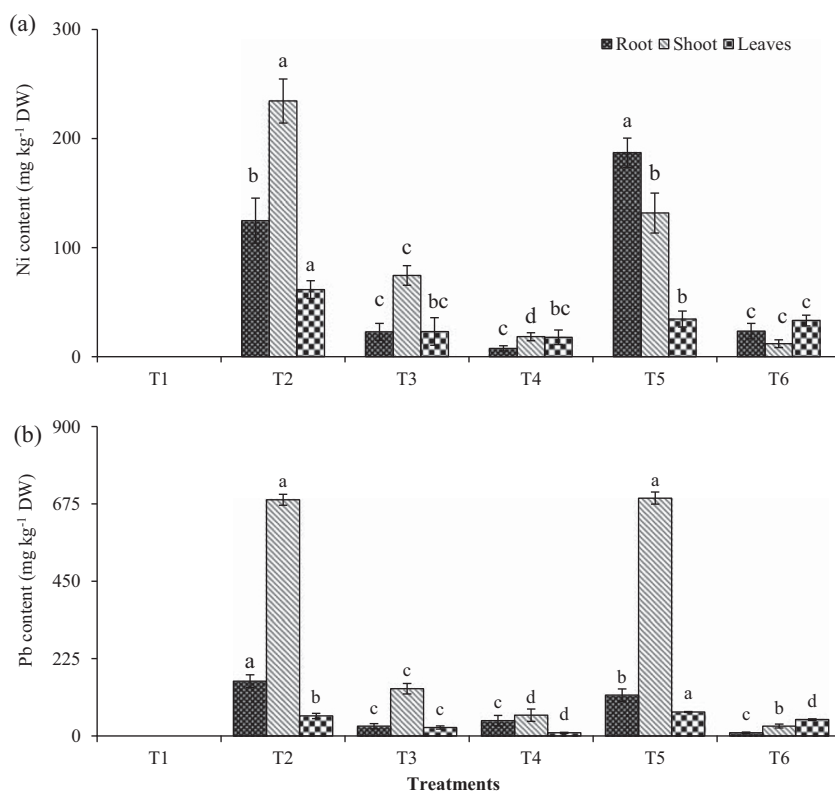 (a)
300
200
100
0
Ni content (mg kg⁻¹ DW)
Root Shoot Leaves
b a a
c c bc
c d bc
a b b
c c c
T1 T2 T3 T4 T5 T6
(b)
900
675
450
225
0
Pb content (mg kg⁻¹ DW)
a a b
c c c
d d d
b a a
c b d
T1 T2 T3 T4 T5 T6
Treatments